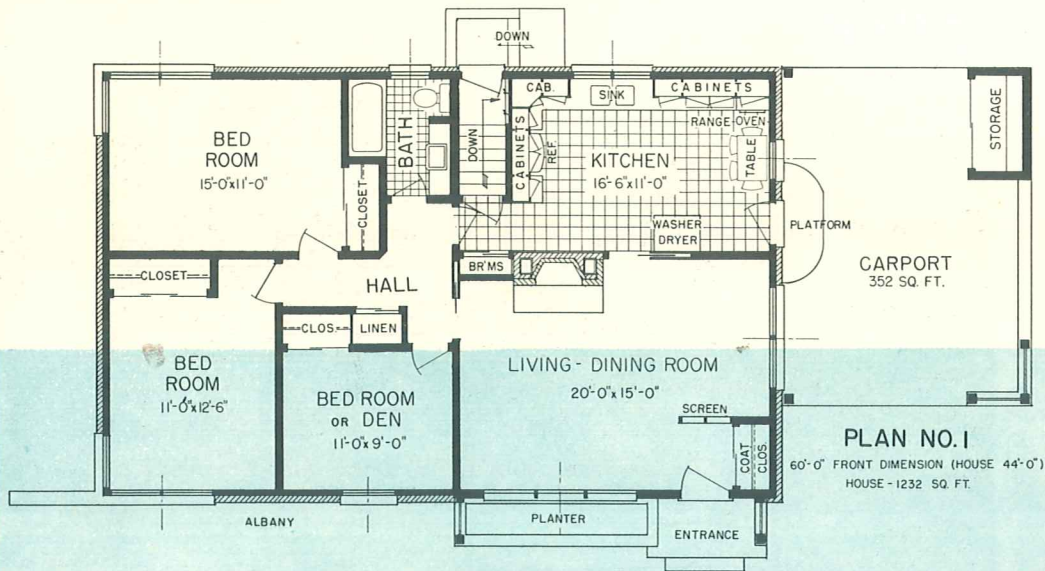 DOWN
BED
ROOM
15'-0"x11'-0"
BATH
CLOSET
DOWN
CAB.
SINK
CABINETS
CABINETS
REF.
RANGE-OVEN
TABLE
KITCHEN
16'-6"x11'-0"
WASHER
DRYER
STORAGE
PLATFORM
CARPORT
352 SQ. FT.
CLOSET
HALL
BR'MS
CLOS.
LINEN
BED
ROOM
11'-0"x12'-6"
BED ROOM
OR DEN
11'-0"x9'-0"
LIVING - DINING ROOM
20'-0"x15'-0"
SCREEN
COAT
CLOS.
PLANTER
ENTRANCE
ALBANY
PLAN NO. 1
60'-0" FRONT DIMENSION (HOUSE 44'-0")
HOUSE - 1232 SQ. FT.